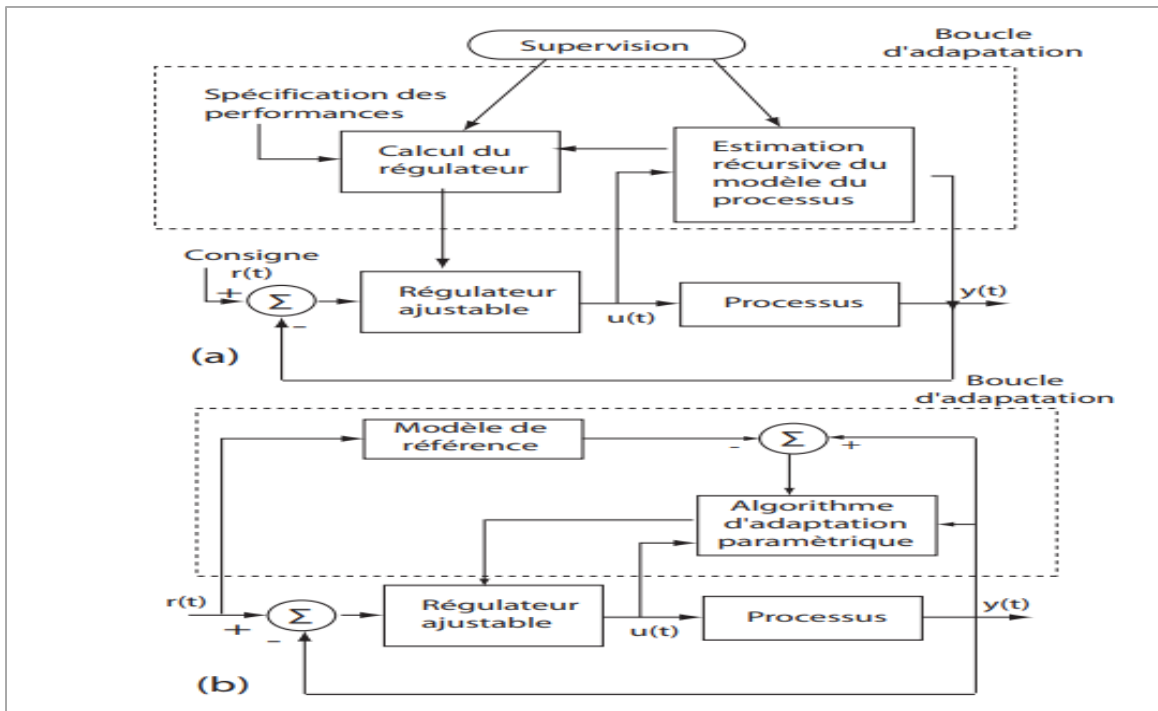 Supervision
Boucle
d'adapatation
Spécification des
performances
Calcul du
régulateur
Estimation
récursive du
modèle du
processus
Consigne
r(t)
+
Σ
-
Régulateur
ajustable
u(t)
Processus
y(t)
(a)
Boucle
d'adapatation
Modèle de
référence
-
Σ
+
Algorithme
d'adaptation
paramètrique
r(t)
+
Σ
-
Régulateur
ajustable
u(t)
Processus
y(t)
(b)